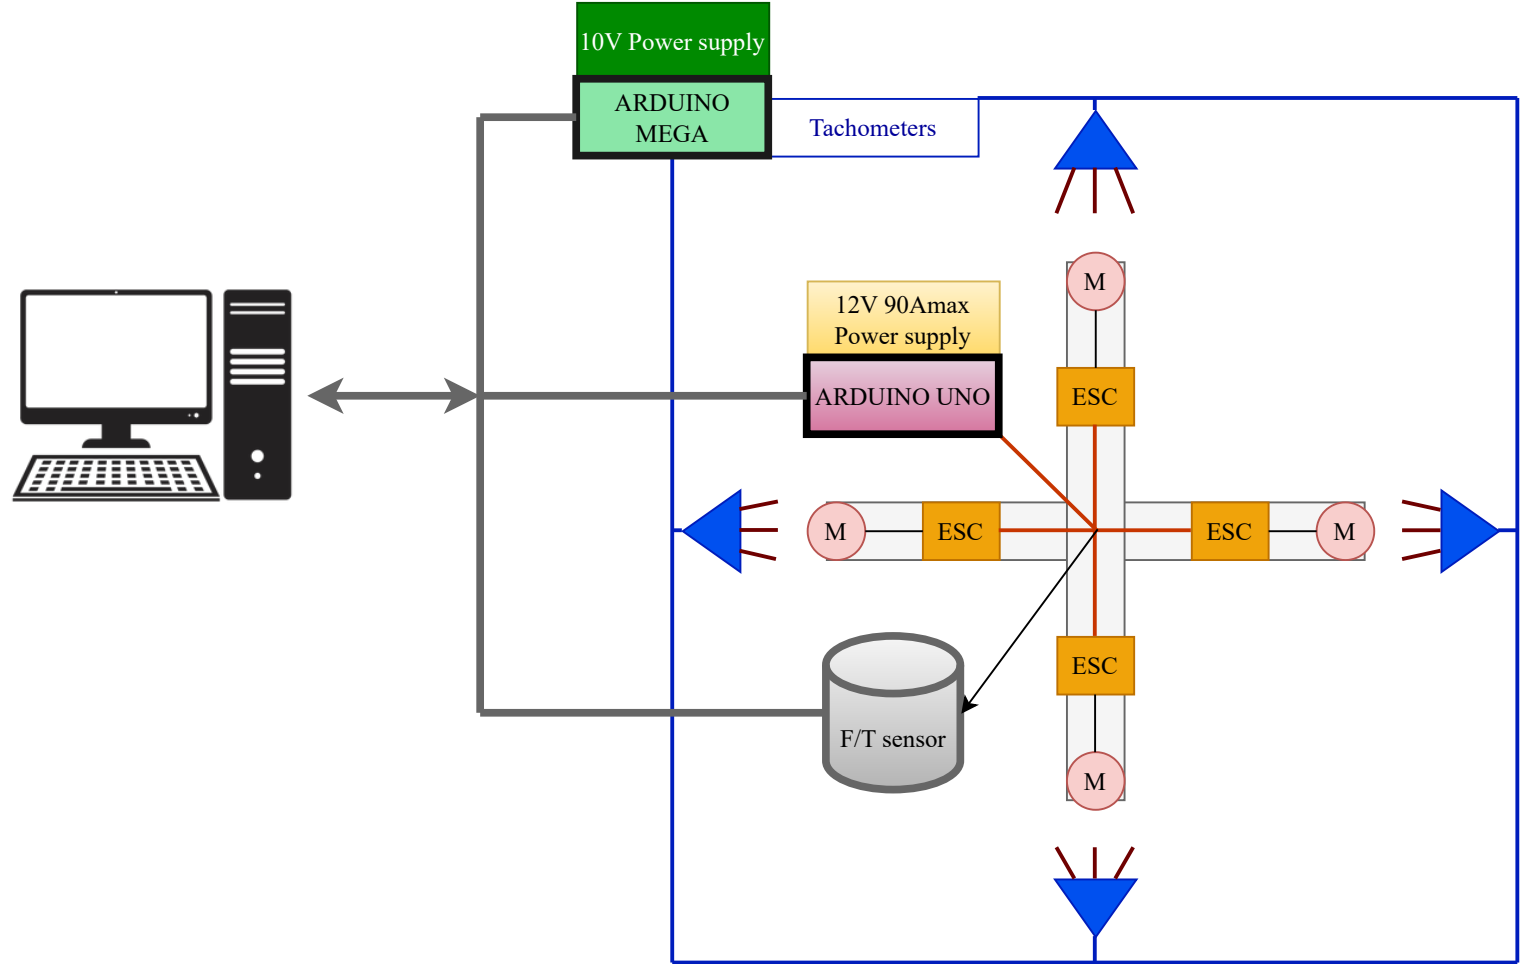 10V Power supply
ARDUINO
MEGA
Tachometers
M
12V 90Amax
Power supply
ARDUINO UNO
ESC
M
ESC
ESC
M
ESC
F/T sensor
M